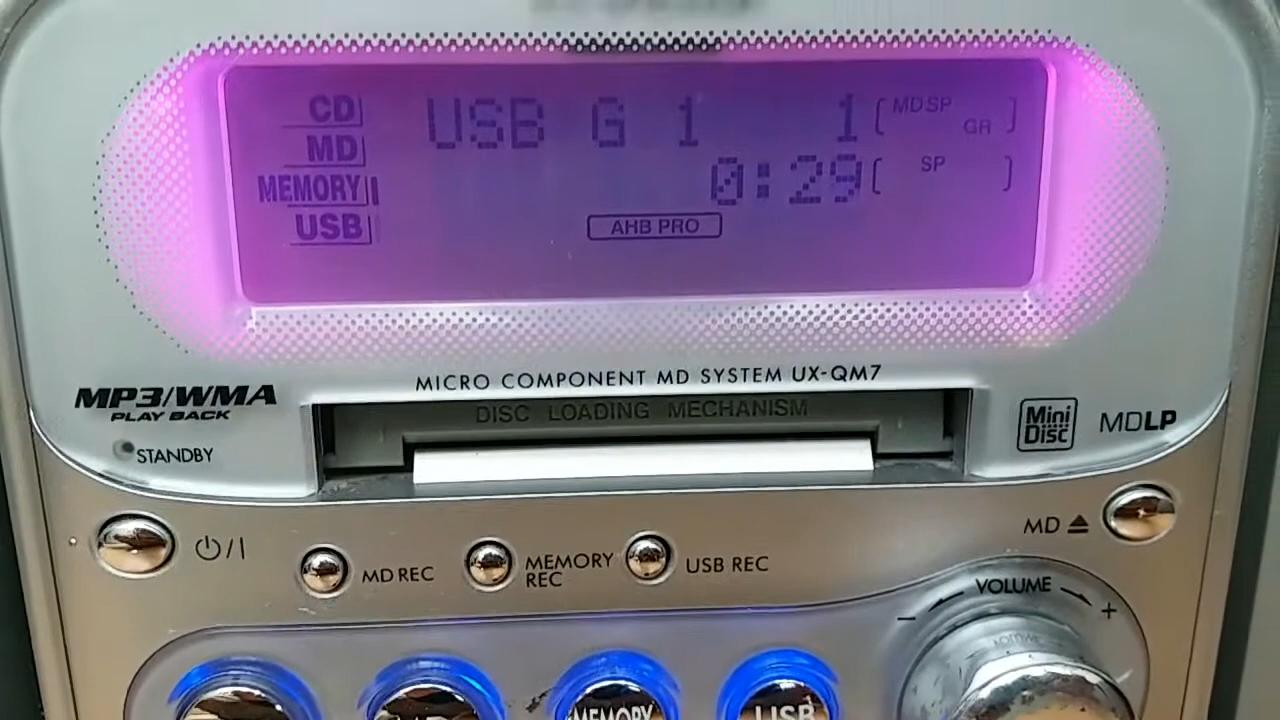 CD
MD
MEMORY
USB
USB G 1 1 [ MD SP GR ]
0:29 [ SP ]
AHB PRO
MICRO COMPONENT MD SYSTEM UX-QM7
MP3/WMA
PLAY BACK
STANDBY
DISC LOADING MECHANISM
Mini
Disc
MDLP
MD
MD REC
MEMORY
REC
USB REC
VOLUME
− +
MEMORY
USB